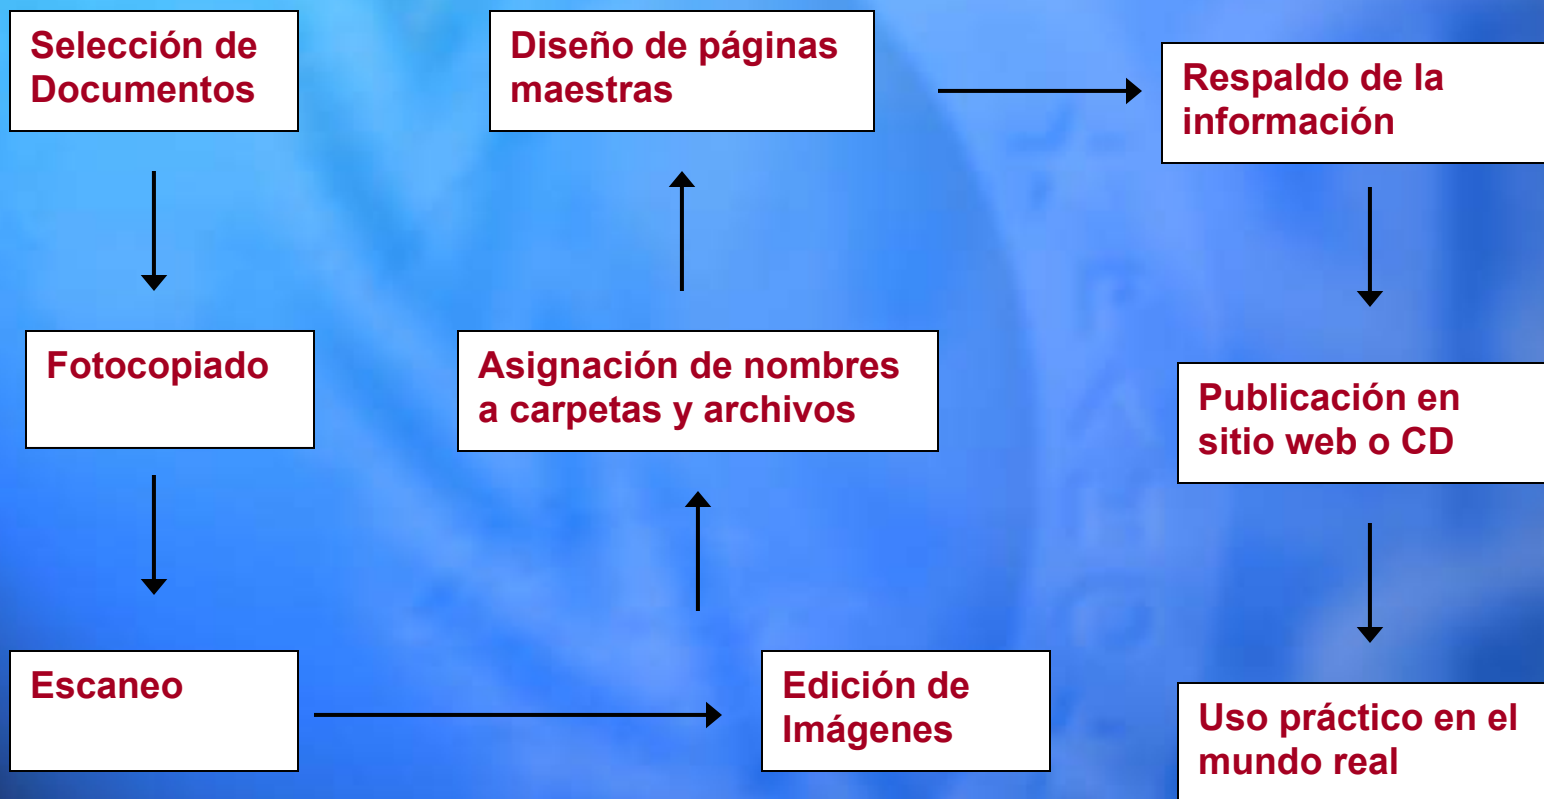 Selección de
Documentos
Fotocopiado
Escaneo
Edición de
Imágenes
Asignación de nombres
a carpetas y archivos
Diseño de páginas
maestras
Respaldo de la
información
Publicación en
sitio web o CD
Uso práctico en el
mundo real